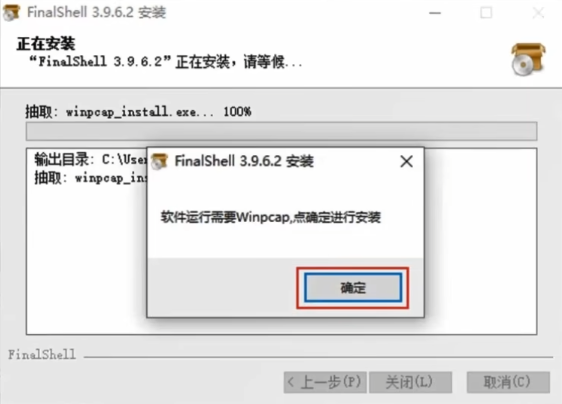 FinalShell 3.9.6.2 安装
正在安装
“FinalShell 3.9.6.2”正在安装，请等候...
抽取: winpcap_install.exe... 100%
输出目录: C:\User
抽取: winpcap_ins
FinalShell 3.9.6.2 安装
软件运行需要Winpcap,点确定进行安装
确定
FinalShell
< 上一步(P) 关闭(L) 取消(C)